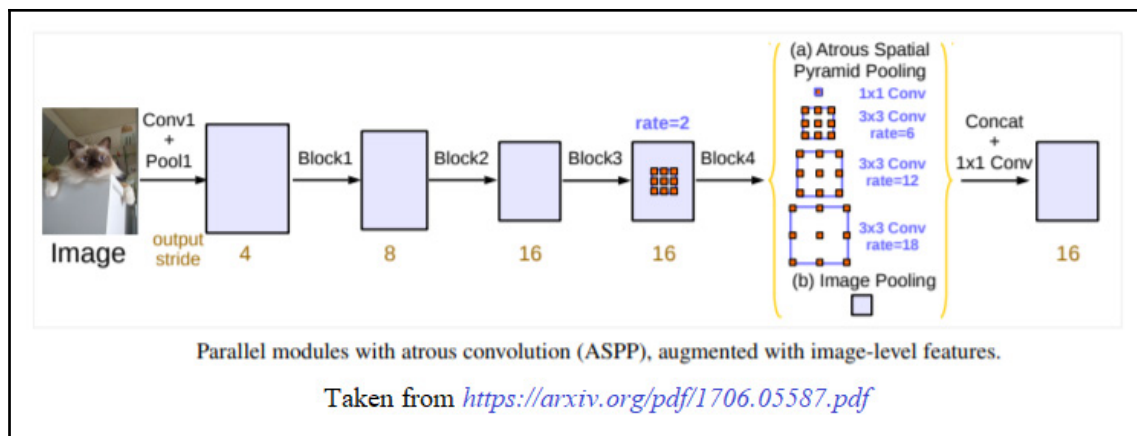 (a) Atrous Spatial
Pyramid Pooling
1x1 Conv
3x3 Conv
rate=6
3x3 Conv
rate=12
3x3 Conv
rate=18
(b) Image Pooling
Conv1
+
Pool1
Block1
Block2
Block3
rate=2
Block4
Concat
+
1x1 Conv
Image
output
stride
4
8
16
16
16
Parallel modules with atrous convolution (ASPP), augmented with image-level features.
Taken from https://arxiv.org/pdf/1706.05587.pdf